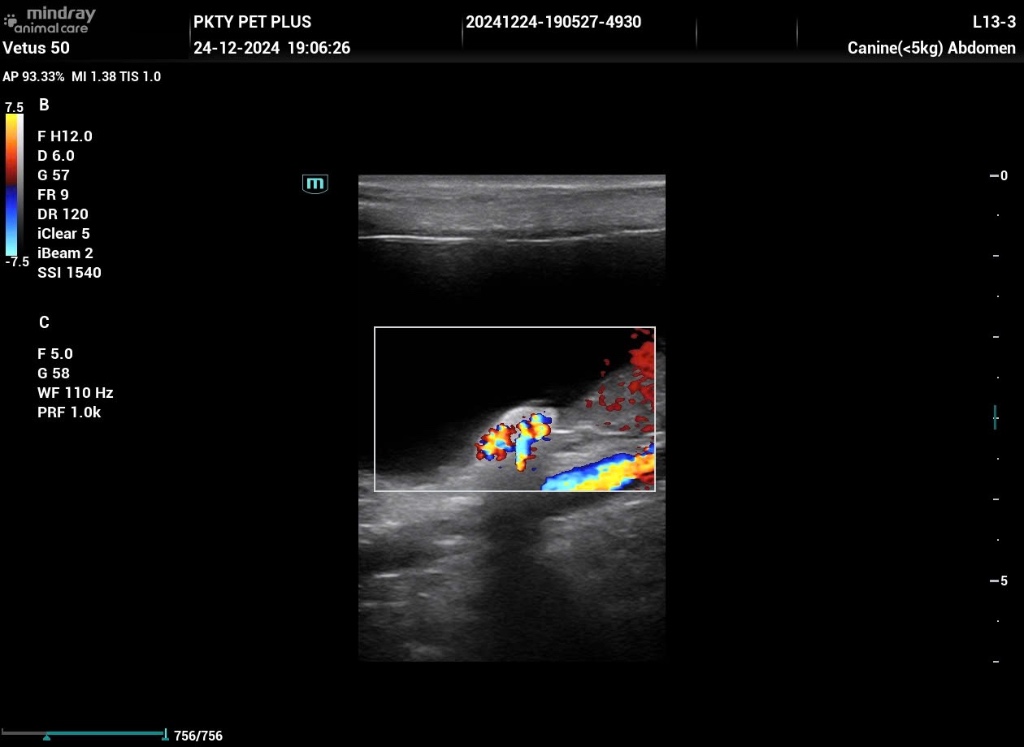 mindray
animalcare
PKTY PET PLUS
20241224-190527-4930
L13-3
Vetus 50
24-12-2024 19:06:26
Canine(<5kg) Abdomen
AP 93.33% MI 1.38 TIS 1.0
7.5
B
F H12.0
D 6.0
G 57
FR 9
DR 120
iClear 5
iBeam 2
-7.5
SSI 1540
m
0
C
F 5.0
G 58
WF 110 Hz
PRF 1.0k
5
756/756